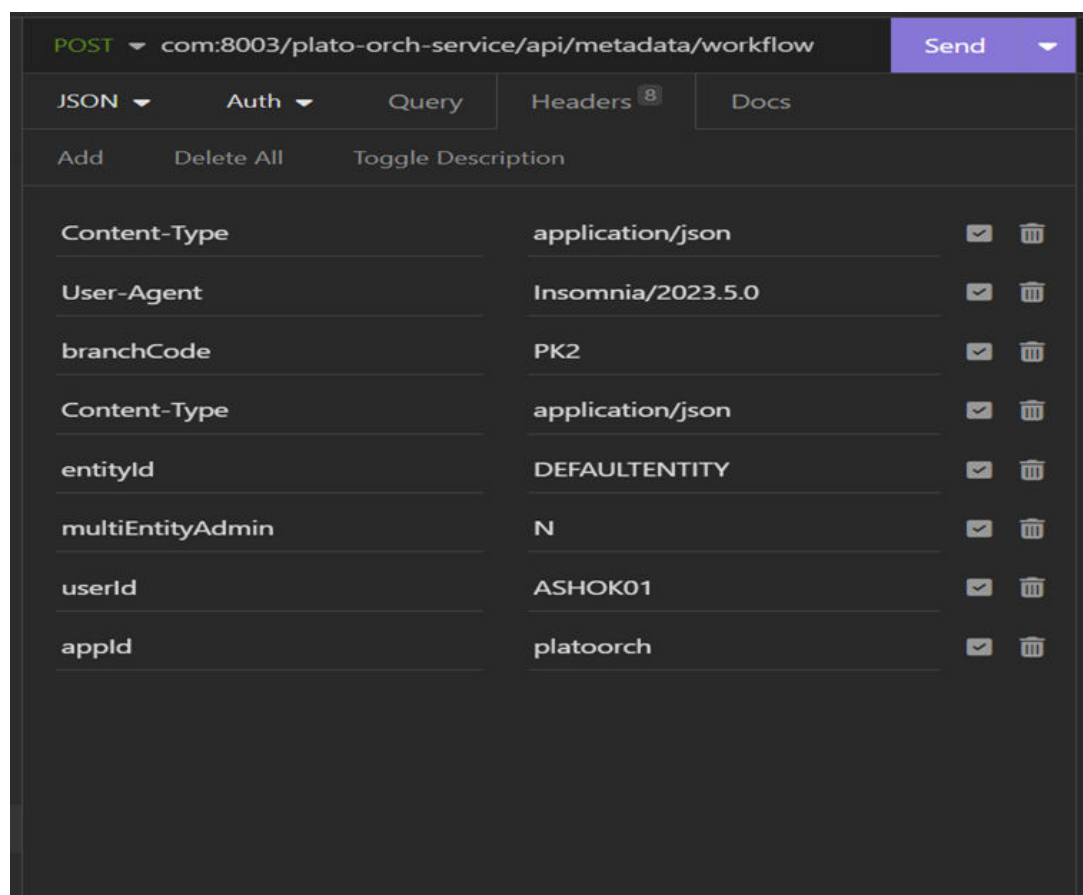 POST com:8003/plato-orch-service/api/metadata/workflow Send
JSON Auth Query Headers 8 Docs
Add Delete All Toggle Description
Content-Type application/json
User-Agent Insomnia/2023.5.0
branchCode PK2
Content-Type application/json
entityId DEFAULTENTITY
multiEntityAdmin N
userId ASHOK01
appId platoorch